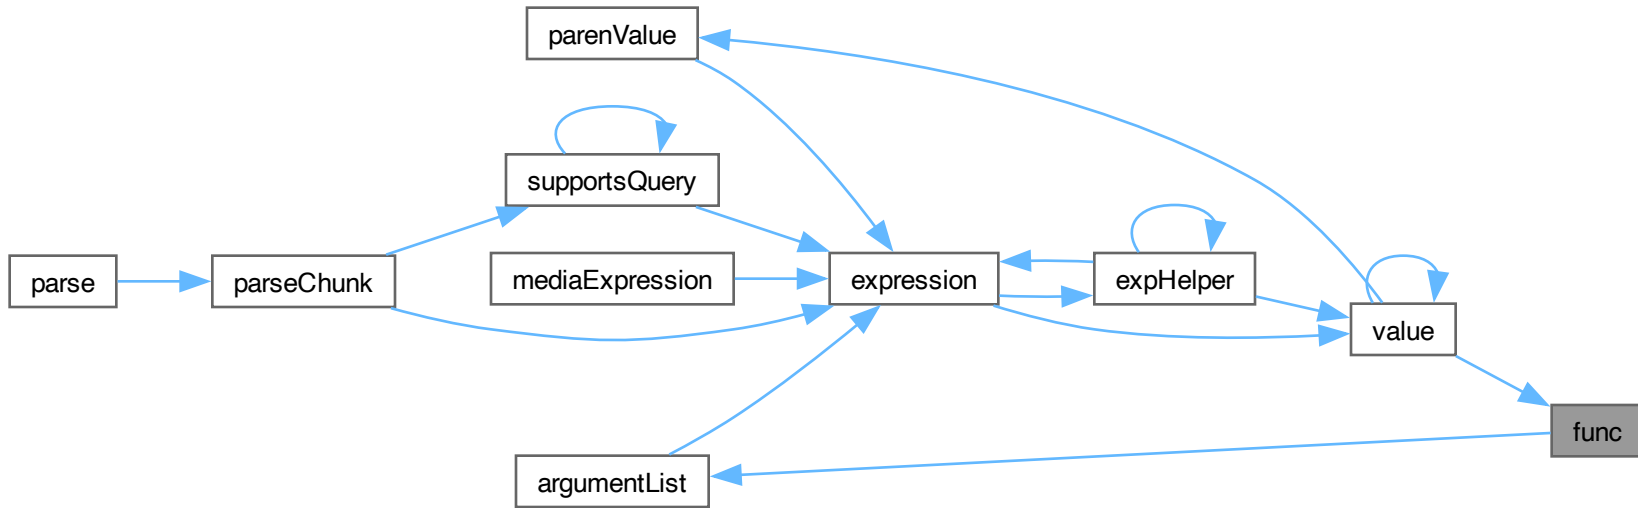 parenValue
supportsQuery
parse
parseChunk
mediaExpression
expression
expHelper
value
func
argumentList